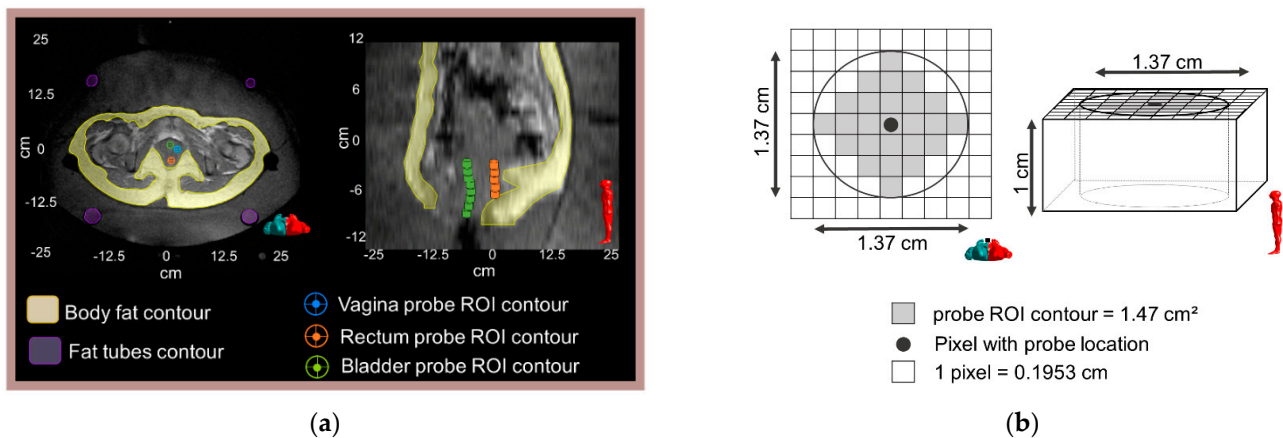 25
12.5
0
-12.5
-25
cm
-25
-12.5
0
12.5
25
cm
12
6
0
-6
-12
cm
-25
-12.5
0
12.5
25
cm
Body fat contour
Fat tubes contour
Vagina probe ROI contour
Rectum probe ROI contour
Bladder probe ROI contour
(a)
1.37 cm
1.37 cm
1.37 cm
1 cm
probe ROI contour = 1.47 cm²
Pixel with probe location
1 pixel = 0.1953 cm
(b)